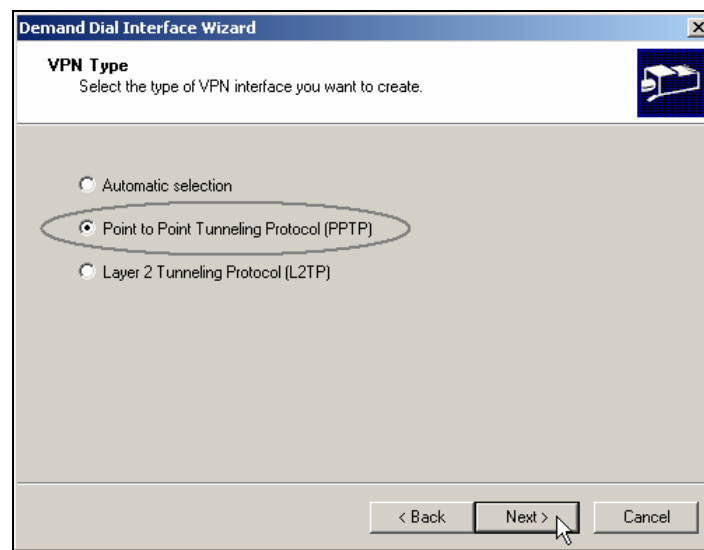 Demand Dial Interface Wizard
VPN Type
Select the type of VPN interface you want to create.
Automatic selection
Point to Point Tunneling Protocol (PPTP)
Layer 2 Tunneling Protocol (L2TP)
< Back Next > Cancel